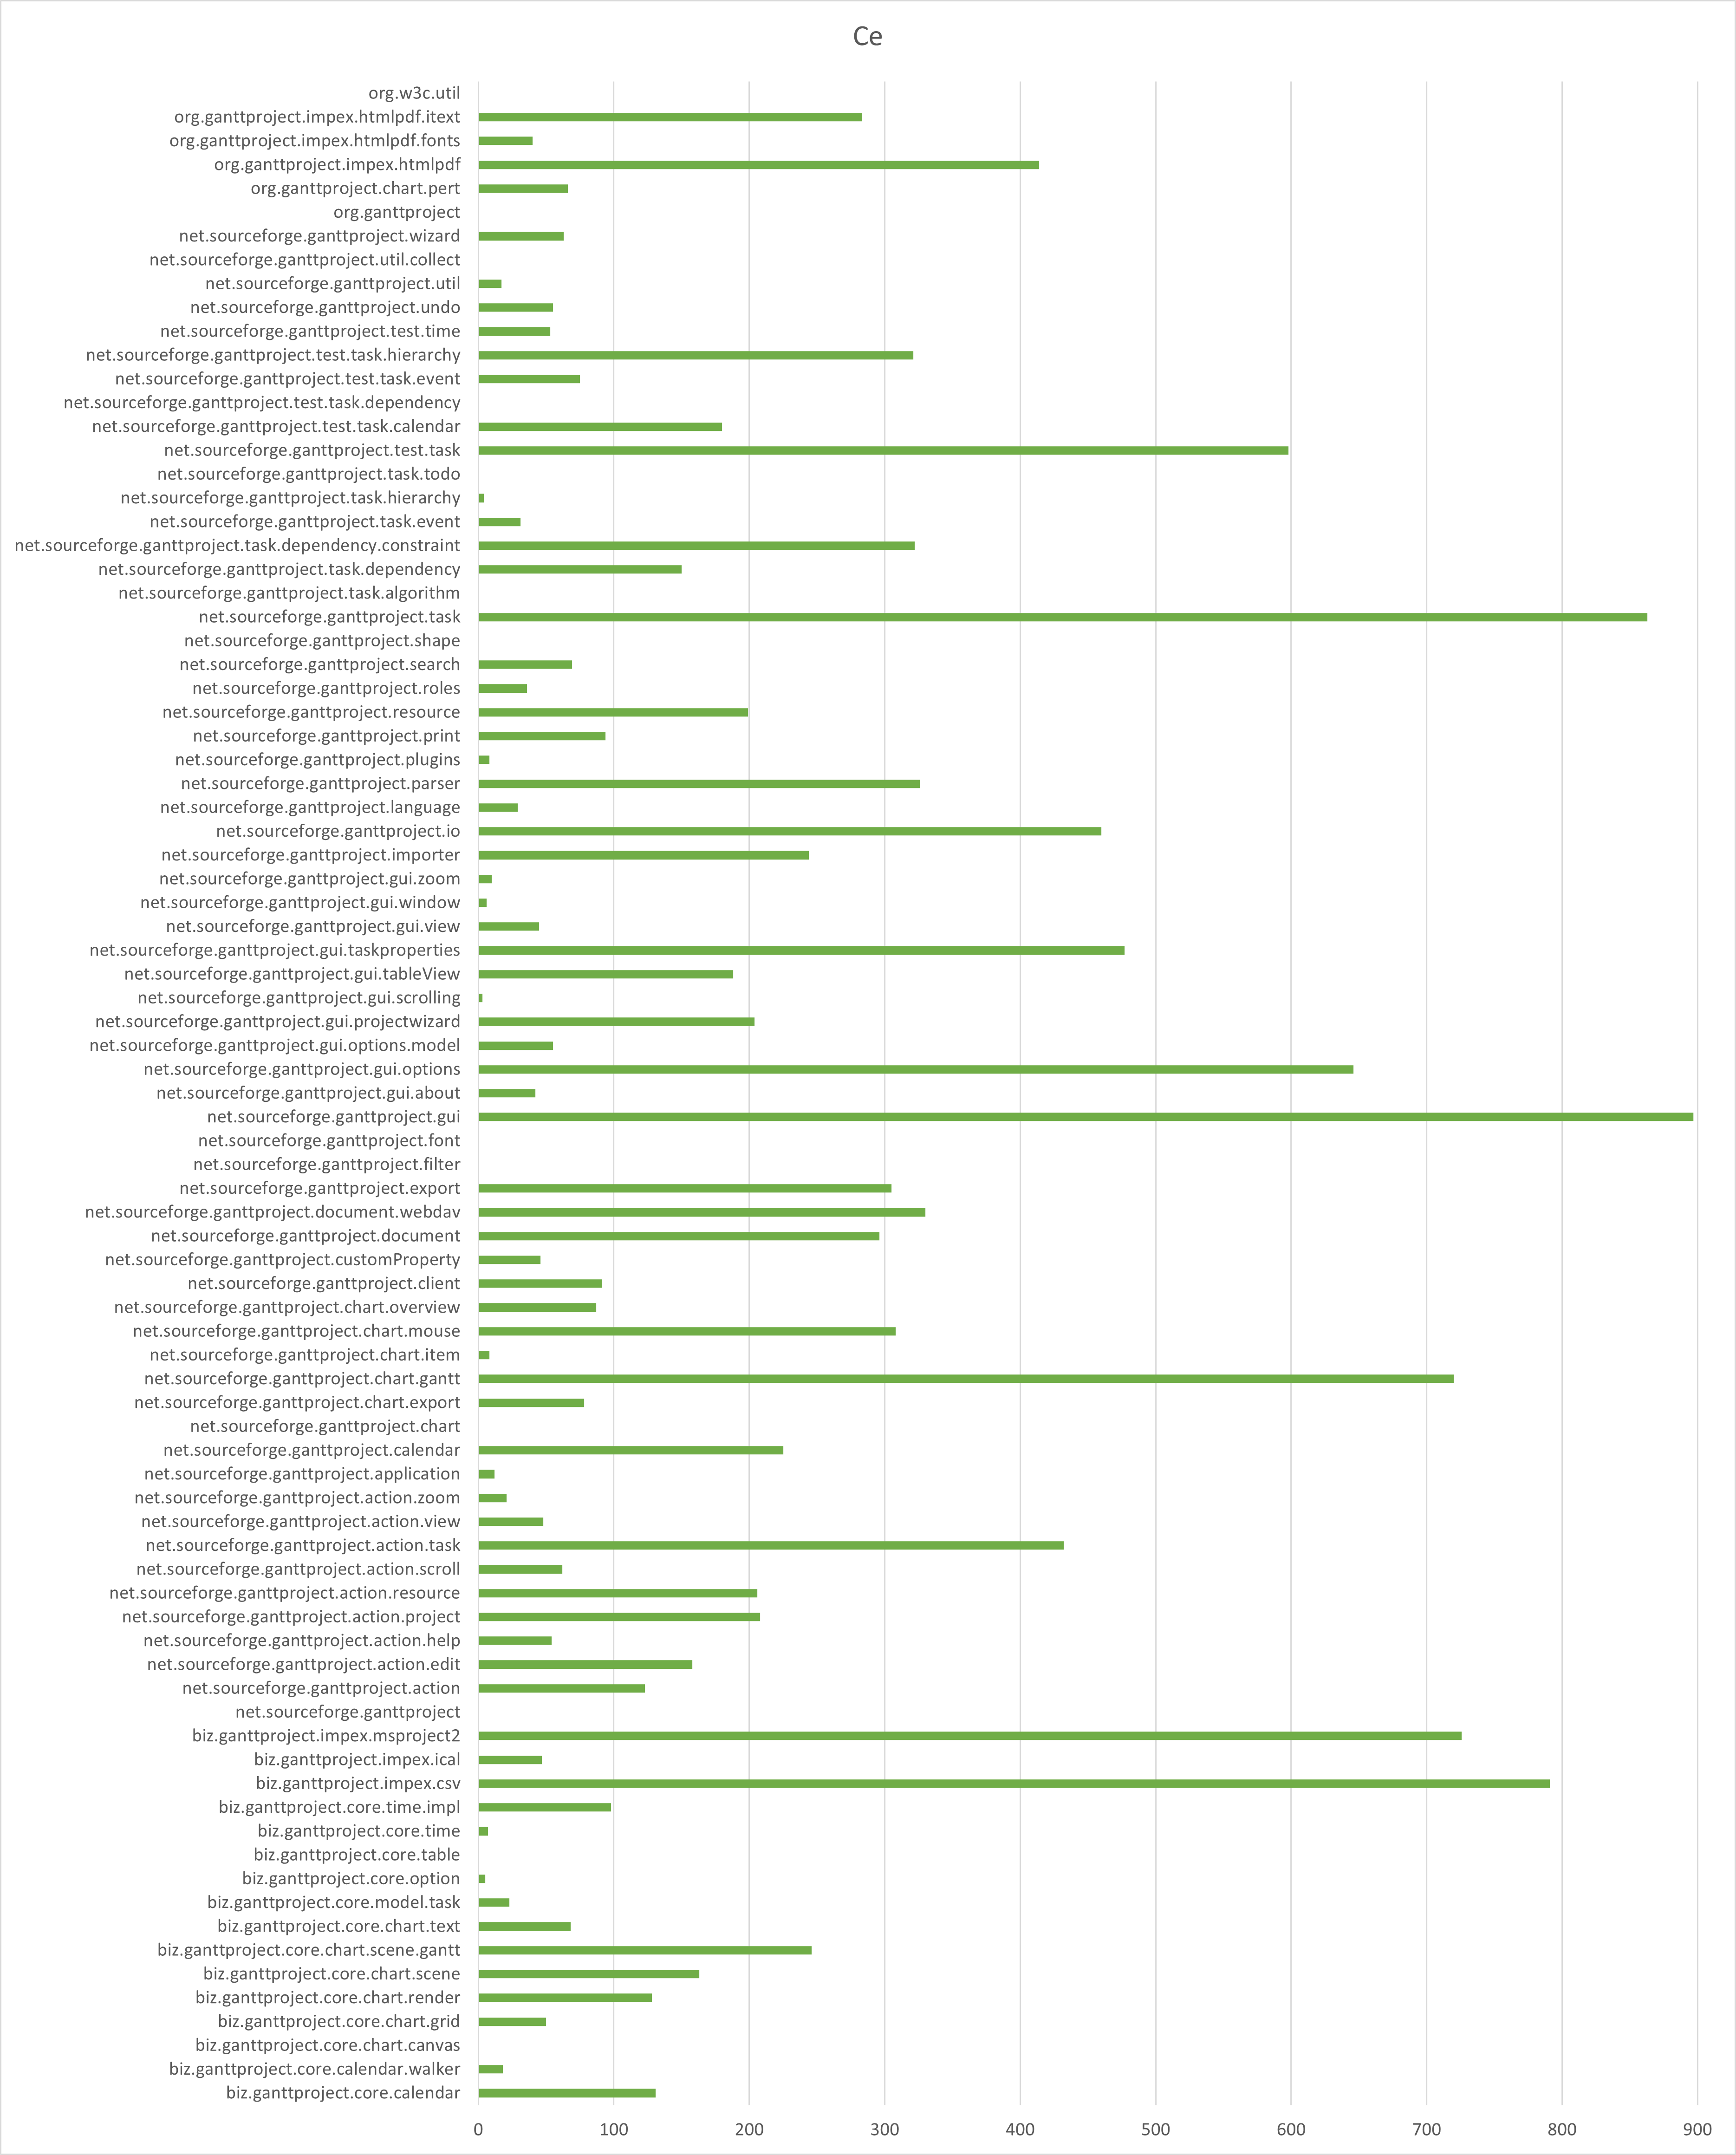 Ce
org.w3c.util
org.ganttproject.impex.htmlpdf.itext
org.ganttproject.impex.htmlpdf.fonts
org.ganttproject.impex.htmlpdf
org.ganttproject.chart.pert
org.ganttproject
net.sourceforge.ganttproject.wizard
net.sourceforge.ganttproject.util.collect
net.sourceforge.ganttproject.util
net.sourceforge.ganttproject.undo
net.sourceforge.ganttproject.test.time
net.sourceforge.ganttproject.test.task.hierarchy
net.sourceforge.ganttproject.test.task.event
net.sourceforge.ganttproject.test.task.dependency
net.sourceforge.ganttproject.test.task.calendar
net.sourceforge.ganttproject.test.task
net.sourceforge.ganttproject.task.todo
net.sourceforge.ganttproject.task.hierarchy
net.sourceforge.ganttproject.task.event
net.sourceforge.ganttproject.task.dependency.constraint
net.sourceforge.ganttproject.task.dependency
net.sourceforge.ganttproject.task.algorithm
net.sourceforge.ganttproject.task
net.sourceforge.ganttproject.shape
net.sourceforge.ganttproject.search
net.sourceforge.ganttproject.roles
net.sourceforge.ganttproject.resource
net.sourceforge.ganttproject.print
net.sourceforge.ganttproject.plugins
net.sourceforge.ganttproject.parser
net.sourceforge.ganttproject.language
net.sourceforge.ganttproject.io
net.sourceforge.ganttproject.importer
net.sourceforge.ganttproject.gui.zoom
net.sourceforge.ganttproject.gui.window
net.sourceforge.ganttproject.gui.view
net.sourceforge.ganttproject.gui.taskproperties
net.sourceforge.ganttproject.gui.tableView
net.sourceforge.ganttproject.gui.scrolling
net.sourceforge.ganttproject.gui.projectwizard
net.sourceforge.ganttproject.gui.options.model
net.sourceforge.ganttproject.gui.options
net.sourceforge.ganttproject.gui.about
net.sourceforge.ganttproject.gui
net.sourceforge.ganttproject.font
net.sourceforge.ganttproject.filter
net.sourceforge.ganttproject.export
net.sourceforge.ganttproject.document.webdav
net.sourceforge.ganttproject.document
net.sourceforge.ganttproject.customProperty
net.sourceforge.ganttproject.client
net.sourceforge.ganttproject.chart.overview
net.sourceforge.ganttproject.chart.mouse
net.sourceforge.ganttproject.chart.item
net.sourceforge.ganttproject.chart.gantt
net.sourceforge.ganttproject.chart.export
net.sourceforge.ganttproject.chart
net.sourceforge.ganttproject.calendar
net.sourceforge.ganttproject.application
net.sourceforge.ganttproject.action.zoom
net.sourceforge.ganttproject.action.view
net.sourceforge.ganttproject.action.task
net.sourceforge.ganttproject.action.scroll
net.sourceforge.ganttproject.action.resource
net.sourceforge.ganttproject.action.project
net.sourceforge.ganttproject.action.help
net.sourceforge.ganttproject.action.edit
net.sourceforge.ganttproject.action
net.sourceforge.ganttproject
biz.ganttproject.impex.msproject2
biz.ganttproject.impex.ical
biz.ganttproject.impex.csv
biz.ganttproject.core.time.impl
biz.ganttproject.core.time
biz.ganttproject.core.table
biz.ganttproject.core.option
biz.ganttproject.core.model.task
biz.ganttproject.core.chart.text
biz.ganttproject.core.chart.scene.gantt
biz.ganttproject.core.chart.scene
biz.ganttproject.core.chart.render
biz.ganttproject.core.chart.grid
biz.ganttproject.core.chart.canvas
biz.ganttproject.core.calendar.walker
biz.ganttproject.core.calendar
0 100 200 300 400 500 600 700 800 900